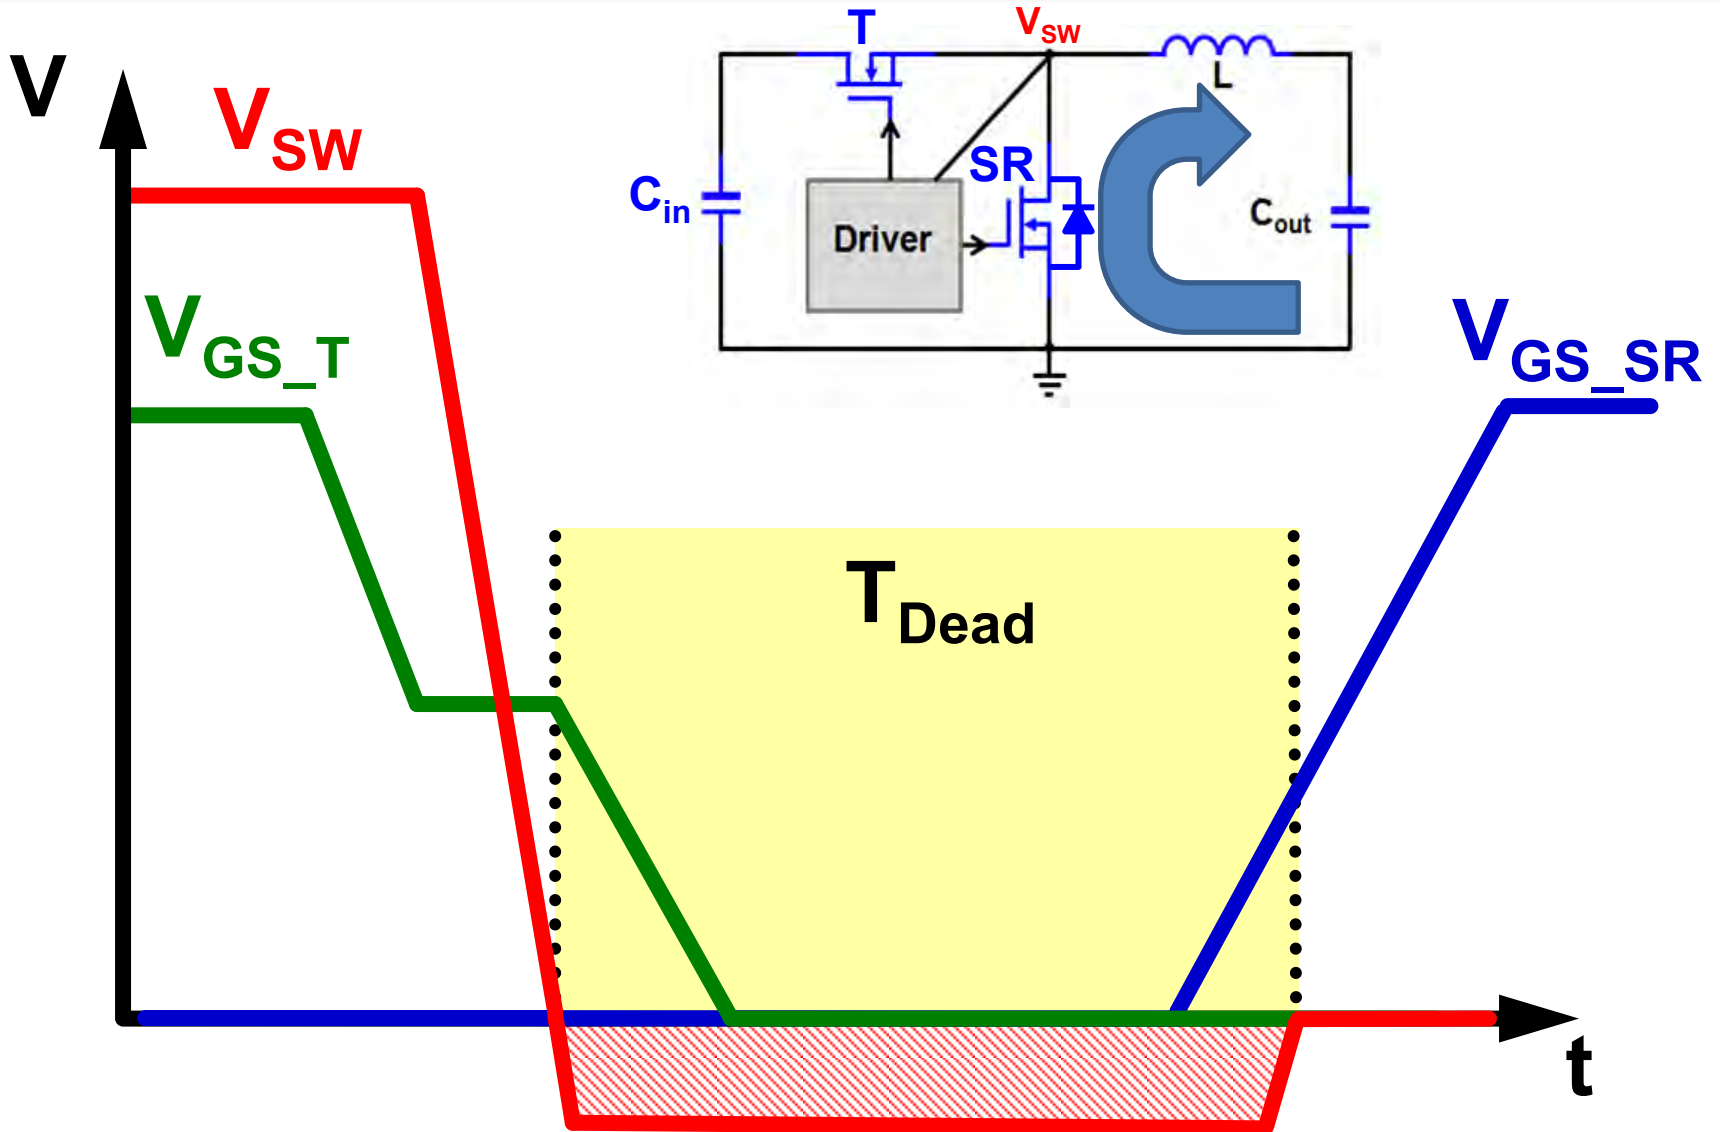 T
V_SW
V
V_SW
L
SR
C_in
C_out
Driver
V_GS_T
V_GS_SR
T_Dead
t